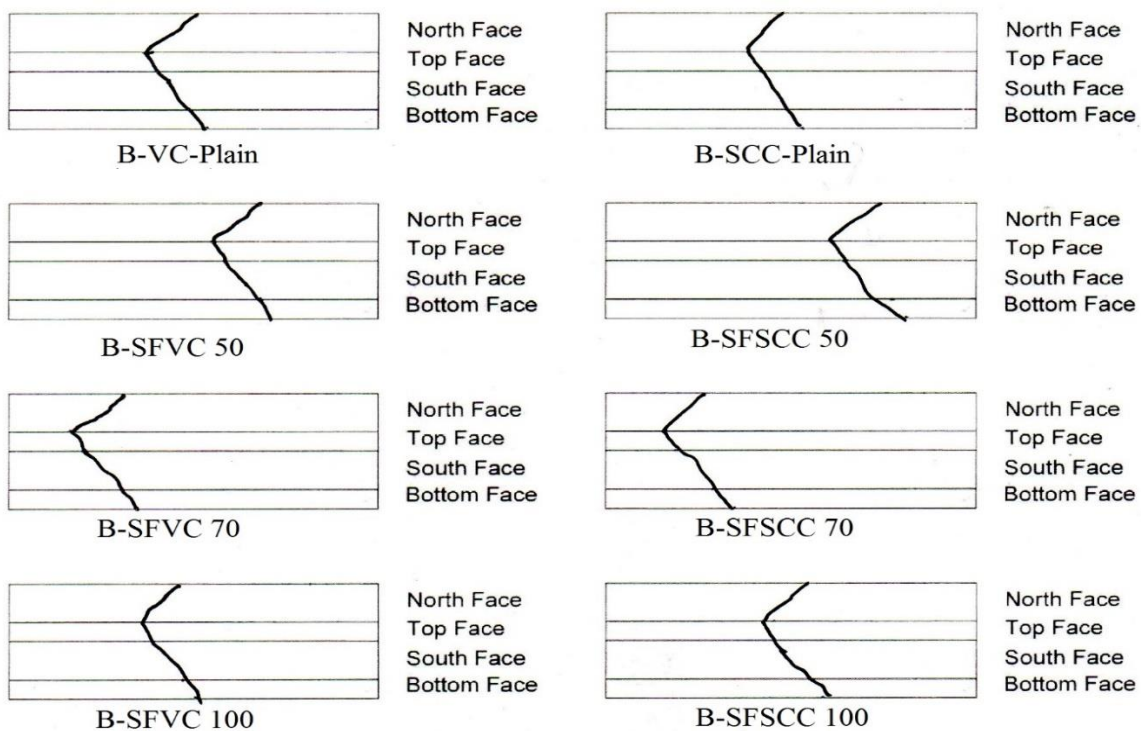 North Face
Top Face
South Face
Bottom Face
B-VC-Plain
North Face
Top Face
South Face
Bottom Face
B-SCC-Plain
North Face
Top Face
South Face
Bottom Face
B-SFVC 50
North Face
Top Face
South Face
Bottom Face
B-SFSCC 50
North Face
Top Face
South Face
Bottom Face
B-SFVC 70
North Face
Top Face
South Face
Bottom Face
B-SFSCC 70
North Face
Top Face
South Face
Bottom Face
B-SFVC 100
North Face
Top Face
South Face
Bottom Face
B-SFSCC 100